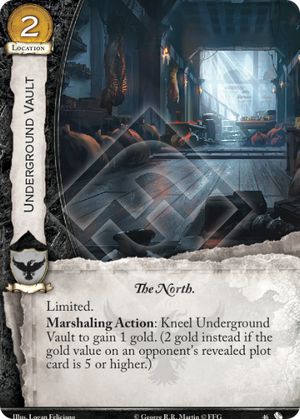 2
LOCATION
UNDERGROUND VAULT
The North.
Limited.
Marshaling Action: Kneel Underground
Vault to gain 1 gold. (2 gold instead if the
gold value on an opponent's revealed plot
card is 5 or higher.)
Illus. Logan Feliciano
© George R.R. Martin © FFG
46